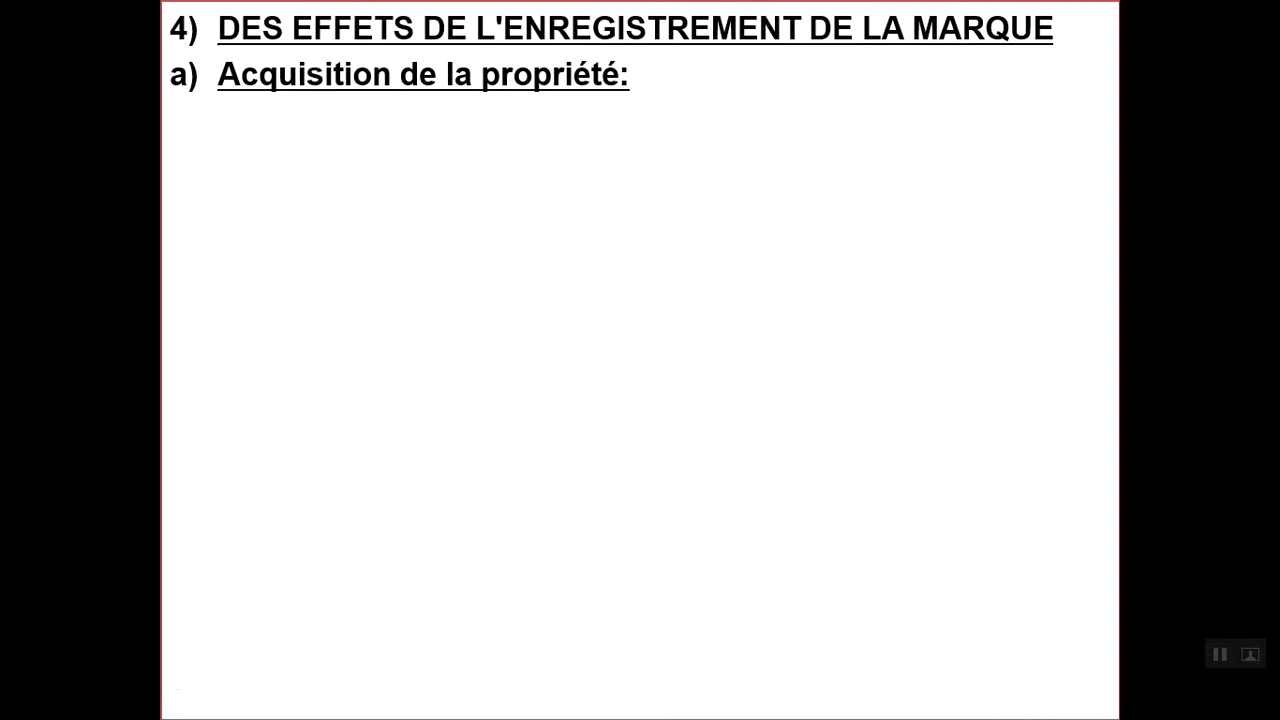 4) DES EFFETS DE L'ENREGISTREMENT DE LA MARQUE
a) Acquisition de la propriété: